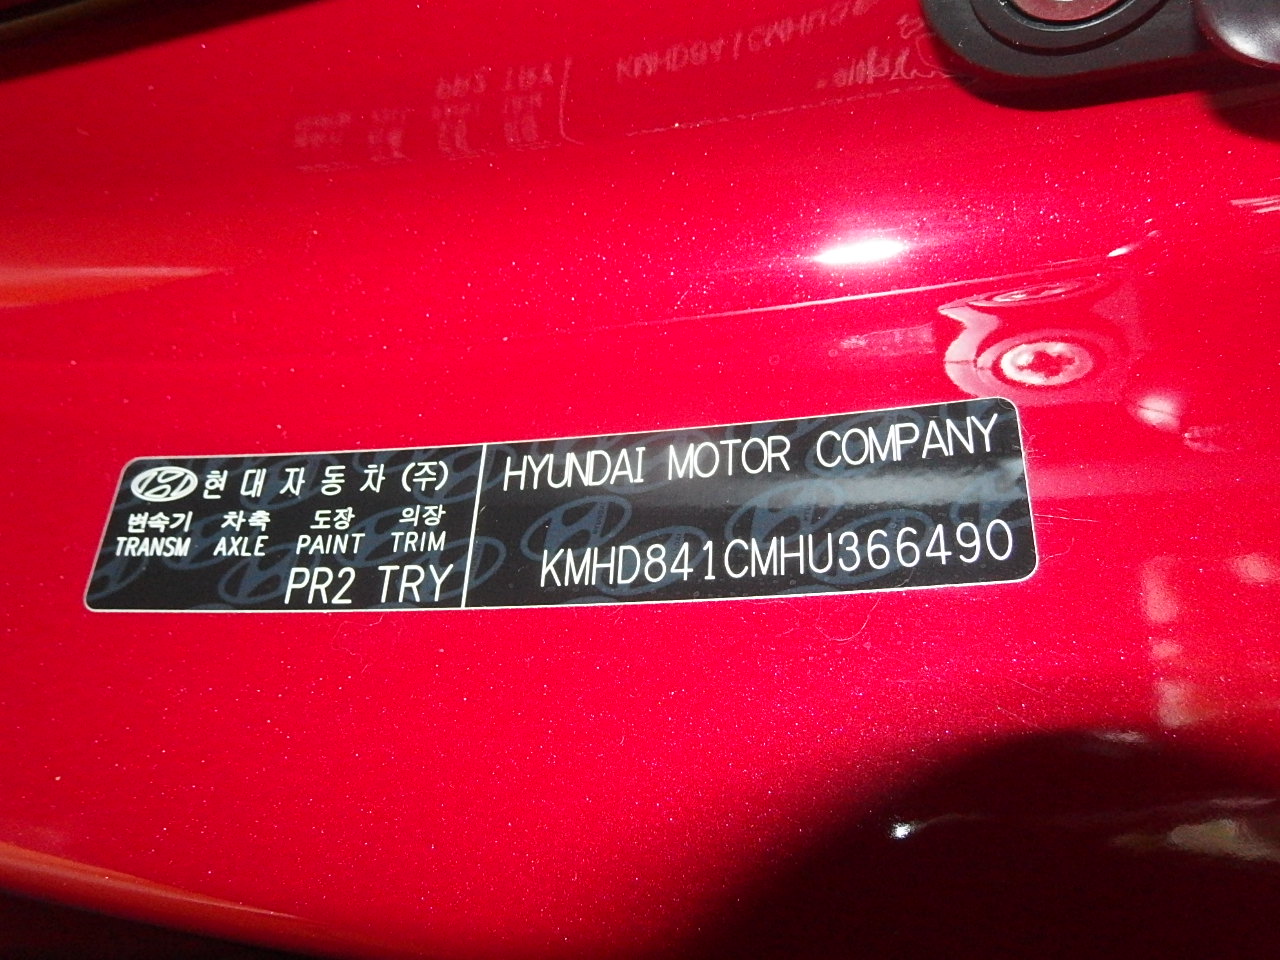 현대자동차 (주)
변속기 차축 도장 의장
TRANSM AXLE PAINT TRIM
PR2 TRY
HYUNDAI MOTOR COMPANY
KMHD841CMHU366490